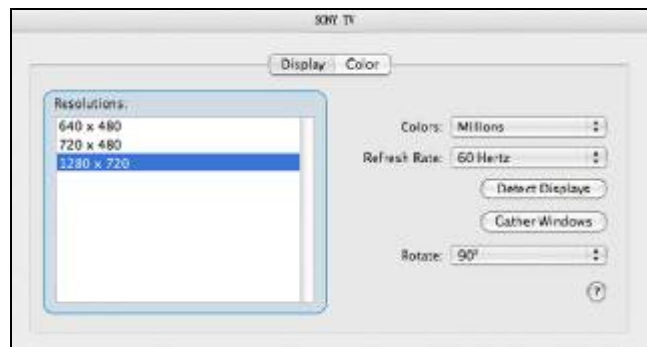 SONY TV
Display Color
Resolutions:
640 x 480
720 x 480
1280 x 720
Colors: Millions
Refresh Rate: 60 Hertz
Detect Displays
Gather Windows
Rotate: 90°
?